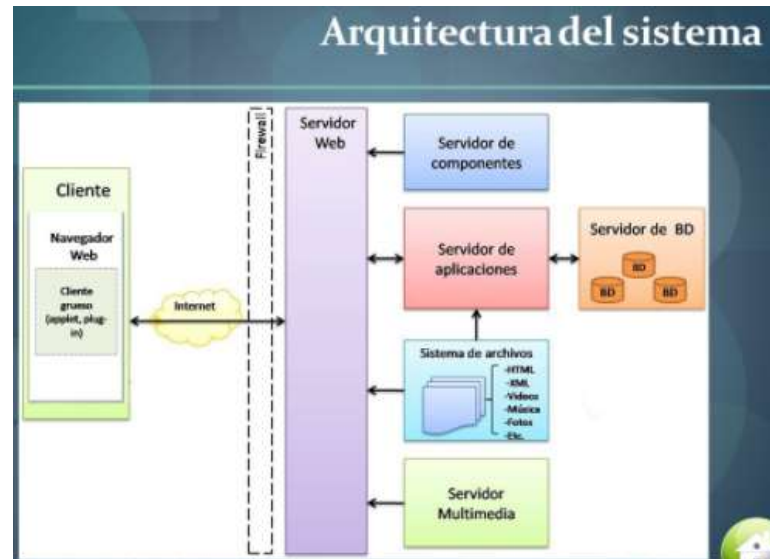 Arquitectura del sistema
Cliente
Navegador
Web
Cliente
grueso
(applet, plug-
in)
Internet
Firewall
Servidor
Web
Servidor de
componentes
Servidor de
aplicaciones
Servidor de BD
BD
BD
BD
Sistema de archivos
-HTML
-XML
-Videos
-Música
-Fotos
-Etc.
Servidor
Multimedia